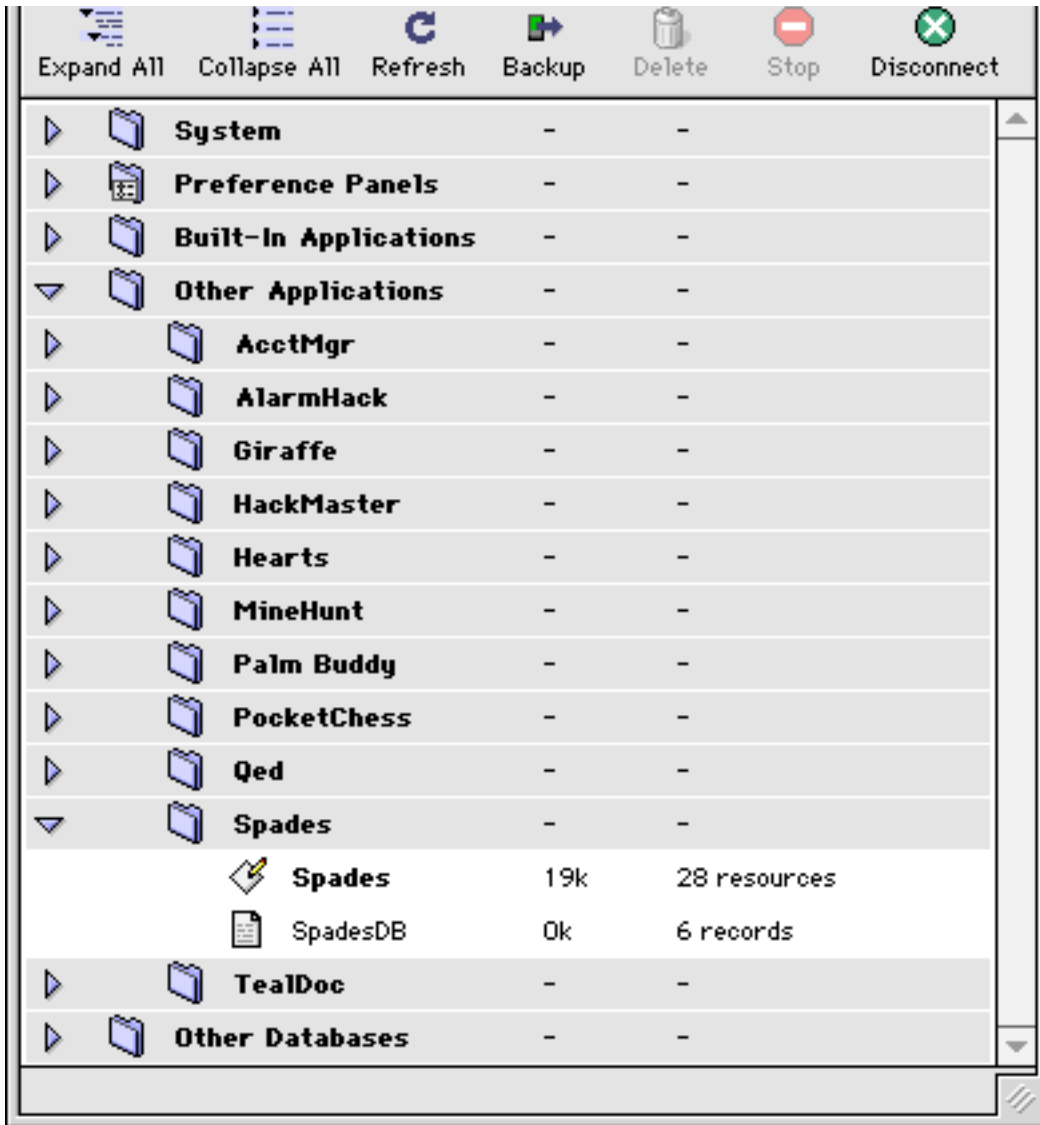 Expand All Collapse All Refresh Backup Delete Stop Disconnect
System - -
Preference Panels - -
Built-In Applications - -
Other Applications - -
AcctMgr - -
AlarmHack - -
Giraffe - -
HackMaster - -
Hearts - -
MineHunt - -
Palm Buddy - -
PocketChess - -
Qed - -
Spades - -
Spades 19k 28 resources
SpadesDB 0k 6 records
TealDoc - -
Other Databases - -